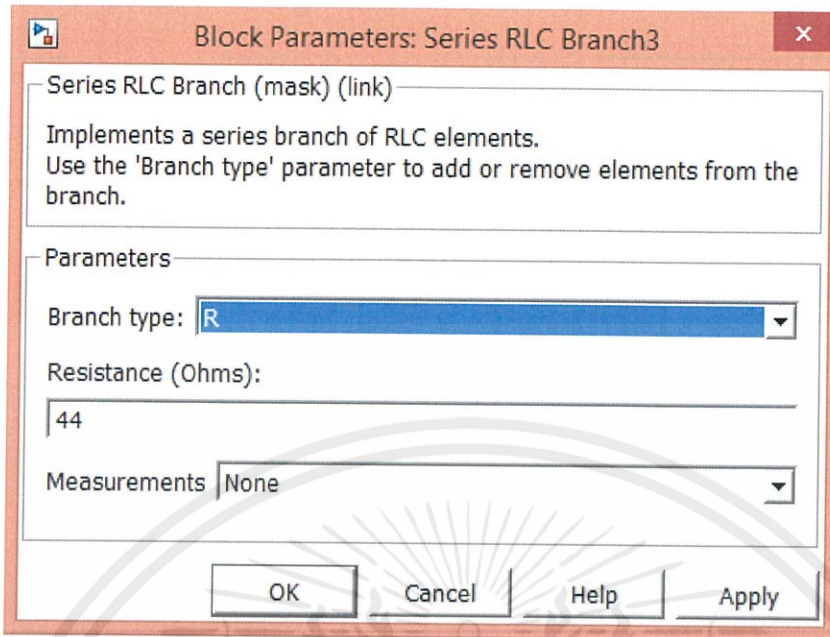 Block Parameters: Series RLC Branch3
Series RLC Branch (mask) (link)
Implements a series branch of RLC elements.
Use the 'Branch type' parameter to add or remove elements from the
branch.
Parameters
Branch type: R
Resistance (Ohms):
44
Measurements None
OK Cancel Help Apply